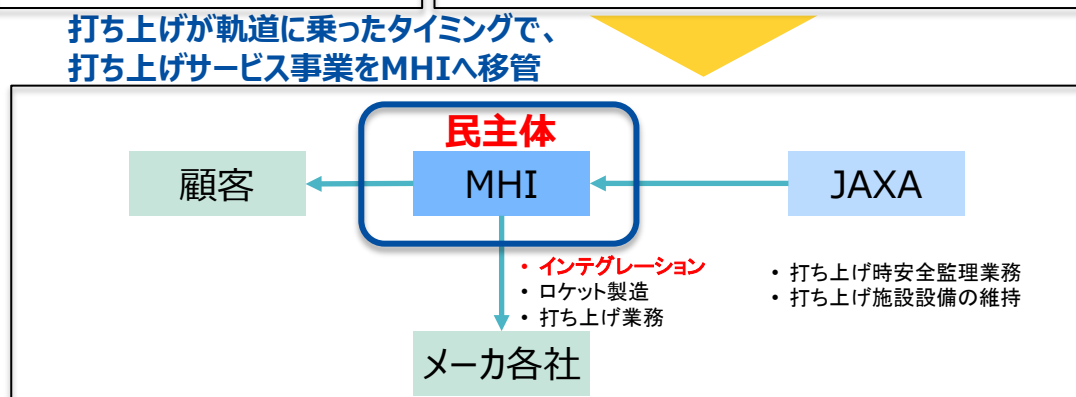 打ち上げが軌道に乗ったタイミングで、
打ち上げサービス事業をMHIへ移管
民主体
顧客
MHI
JAXA
・インテグレーション
・ロケット製造
・打ち上げ業務
・打ち上げ時安全監理業務
・打ち上げ施設設備の維持
メーカ各社